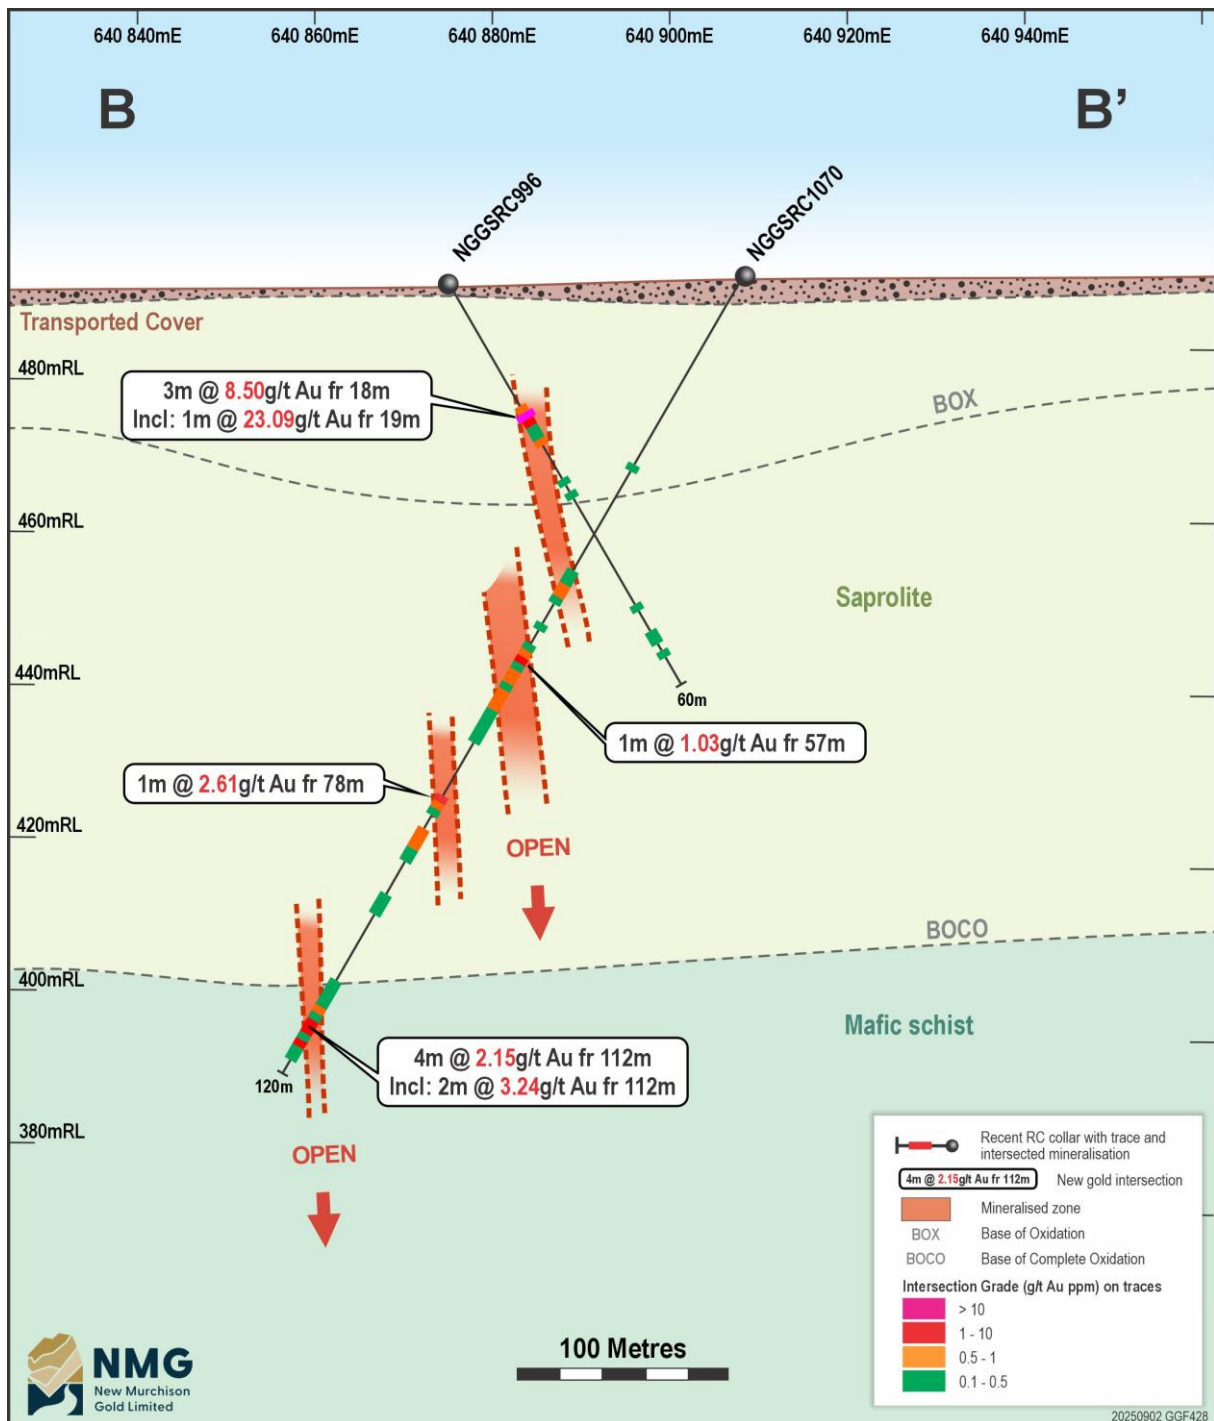 640 840mE
640 860mE
640 880mE
640 900mE
640 920mE
640 940mE
B
B’
NGGSRC996
NGGSRC1070
Transported Cover
480mRL
3m @ 8.50g/t Au fr 18m
Incl: 1m @ 23.09g/t Au fr 19m
BOX
460mRL
Saprolite
440mRL
60m
1m @ 1.03g/t Au fr 57m
1m @ 2.61g/t Au fr 78m
420mRL
OPEN
BOCO
400mRL
Mafic schist
4m @ 2.15g/t Au fr 112m
Incl: 2m @ 3.24g/t Au fr 112m
120m
380mRL
OPEN
Recent RC collar with trace and
intersected mineralisation
4m @ 2.15g/t Au fr 112m
New gold intersection
Mineralised zone
BOX
Base of Oxidation
BOCO
Base of Complete Oxidation
Intersection Grade (g/t Au ppm) on traces
> 10
1 - 10
0.5 - 1
0.1 - 0.5
100 Metres
NMG
New Murchison
Gold Limited
20250902 GGF428